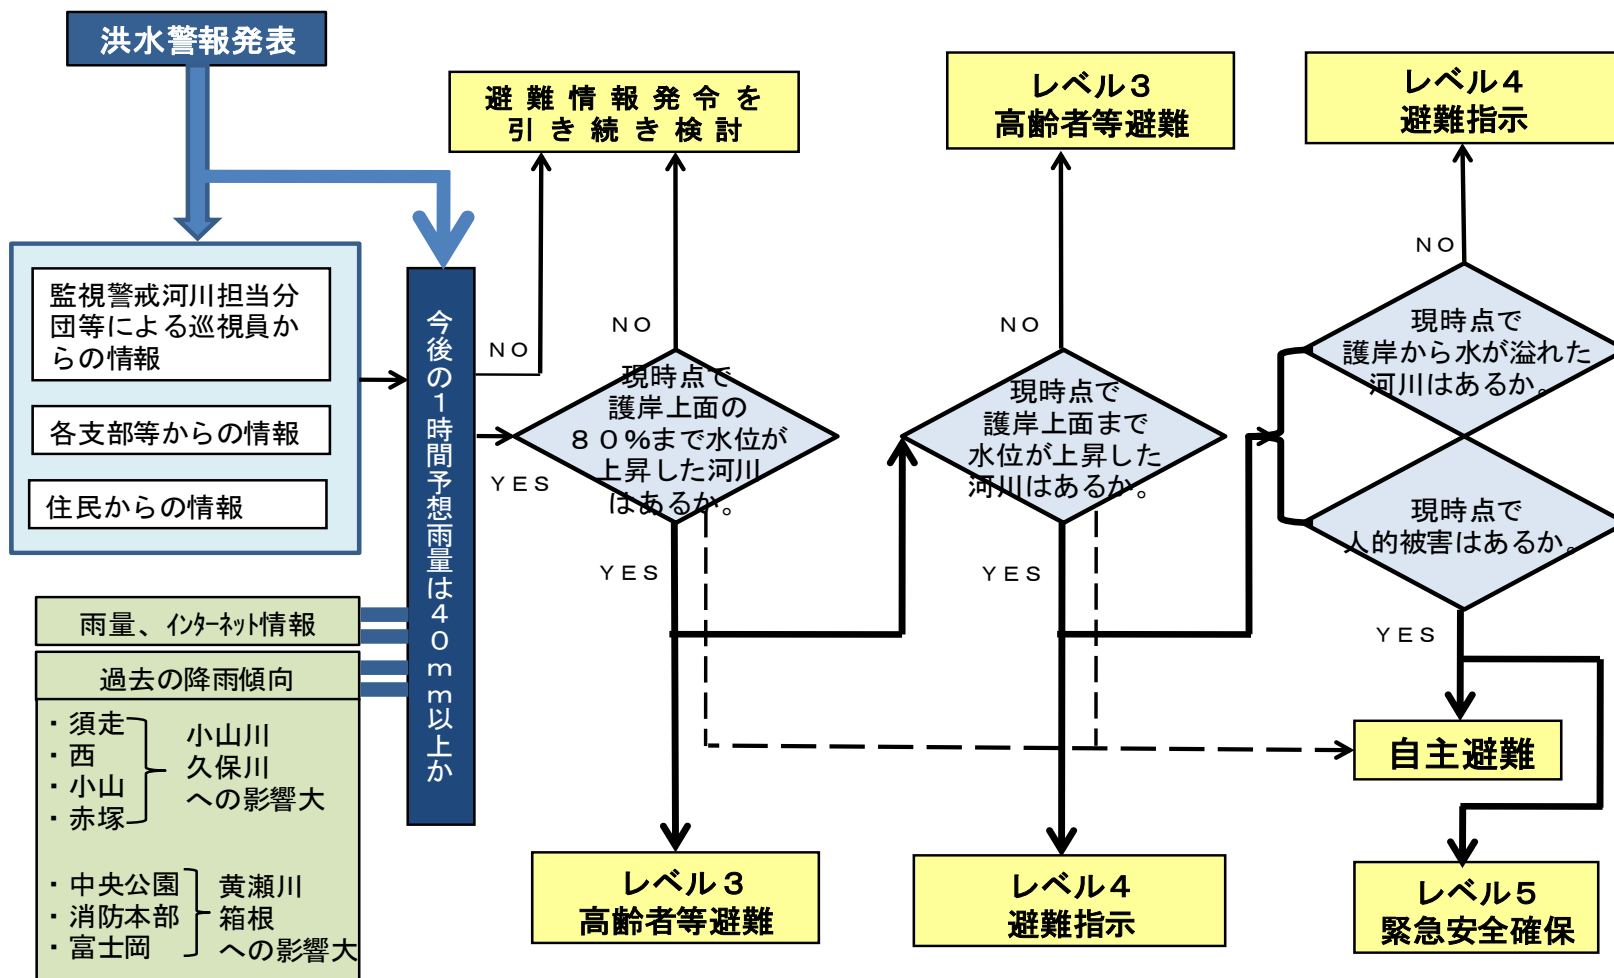 洪水警報発表
避難情報発令を
引き続き検討
レベル３
高齢者等避難
レベル４
避難指示
監視警戒河川担当分
団等による巡視員か
らの情報
各支部等からの情報
住民からの情報
雨量、ｲﾝﾀｰﾈｯﾄ情報
過去の降雨傾向
・須走
・西
・小山
・赤塚
小山川
久保川
への影響大
・中央公園
・消防本部
・富士岡
黄瀬川
箱根
への影響大
今後の１時間予想雨量は４０ｍｍ以上か
ＮＯ
ＹＥＳ
ＮＯ
現時点で
護岸上面の
８０％まで水位が
上昇した河川
はあるか。
ＹＥＳ
ＮＯ
現時点で
護岸上面まで
水位が上昇した
河川はあるか。
ＹＥＳ
ＮＯ
現時点で
護岸から水が溢れた
河川はあるか。
現時点で
人的被害はあるか。
ＹＥＳ
自主避難
レベル３
高齢者等避難
レベル４
避難指示
レベル５
緊急安全確保